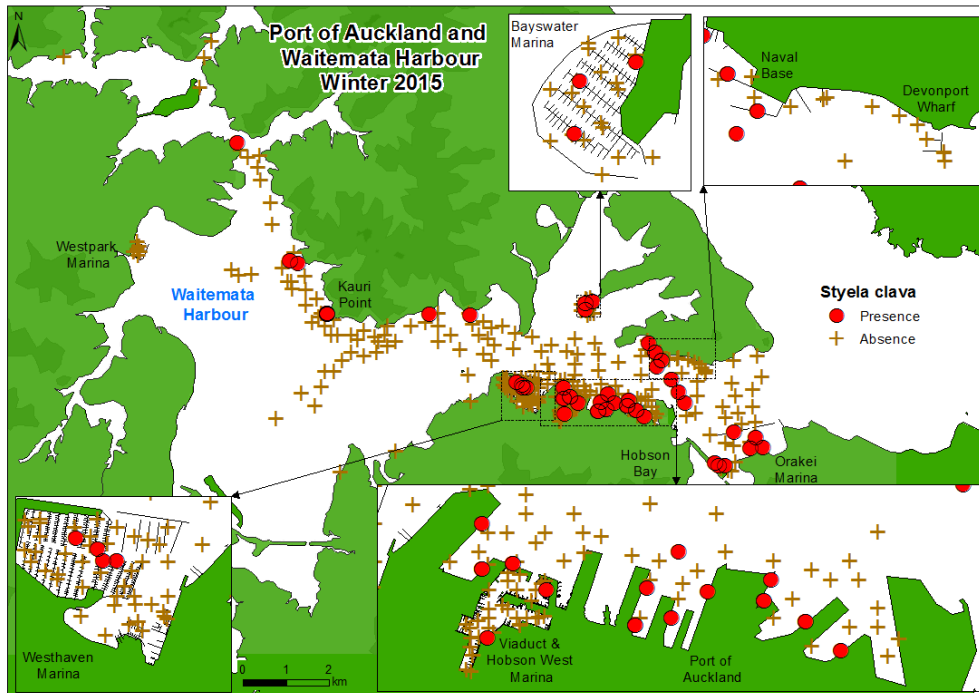 N
Port of Auckland and
Waitemata Harbour
Winter 2015
Bayswater
Marina
Naval
Base
Devonport
Wharf
Westpark
Marina
Waitemata
Harbour
Kauri
Point
Styela clava
Presence
Absence
Hobson
Bay
Orakei
Marina
Westhaven
Marina
0 1 2
km
Viaduct &
Hobson West
Marina
Port of
Auckland